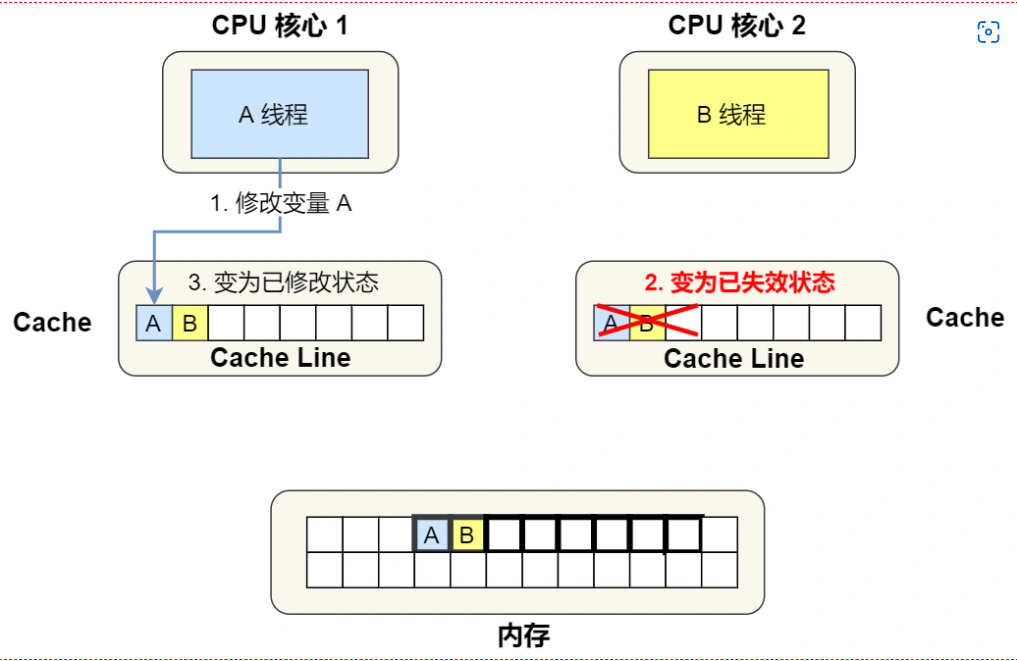 CPU 核心 1
CPU 核心 2
A 线程
B 线程
1. 修改变量 A
3. 变为已修改状态
2. 变为已失效状态
Cache
A B
A B
Cache
Cache Line
Cache Line
A B
内存